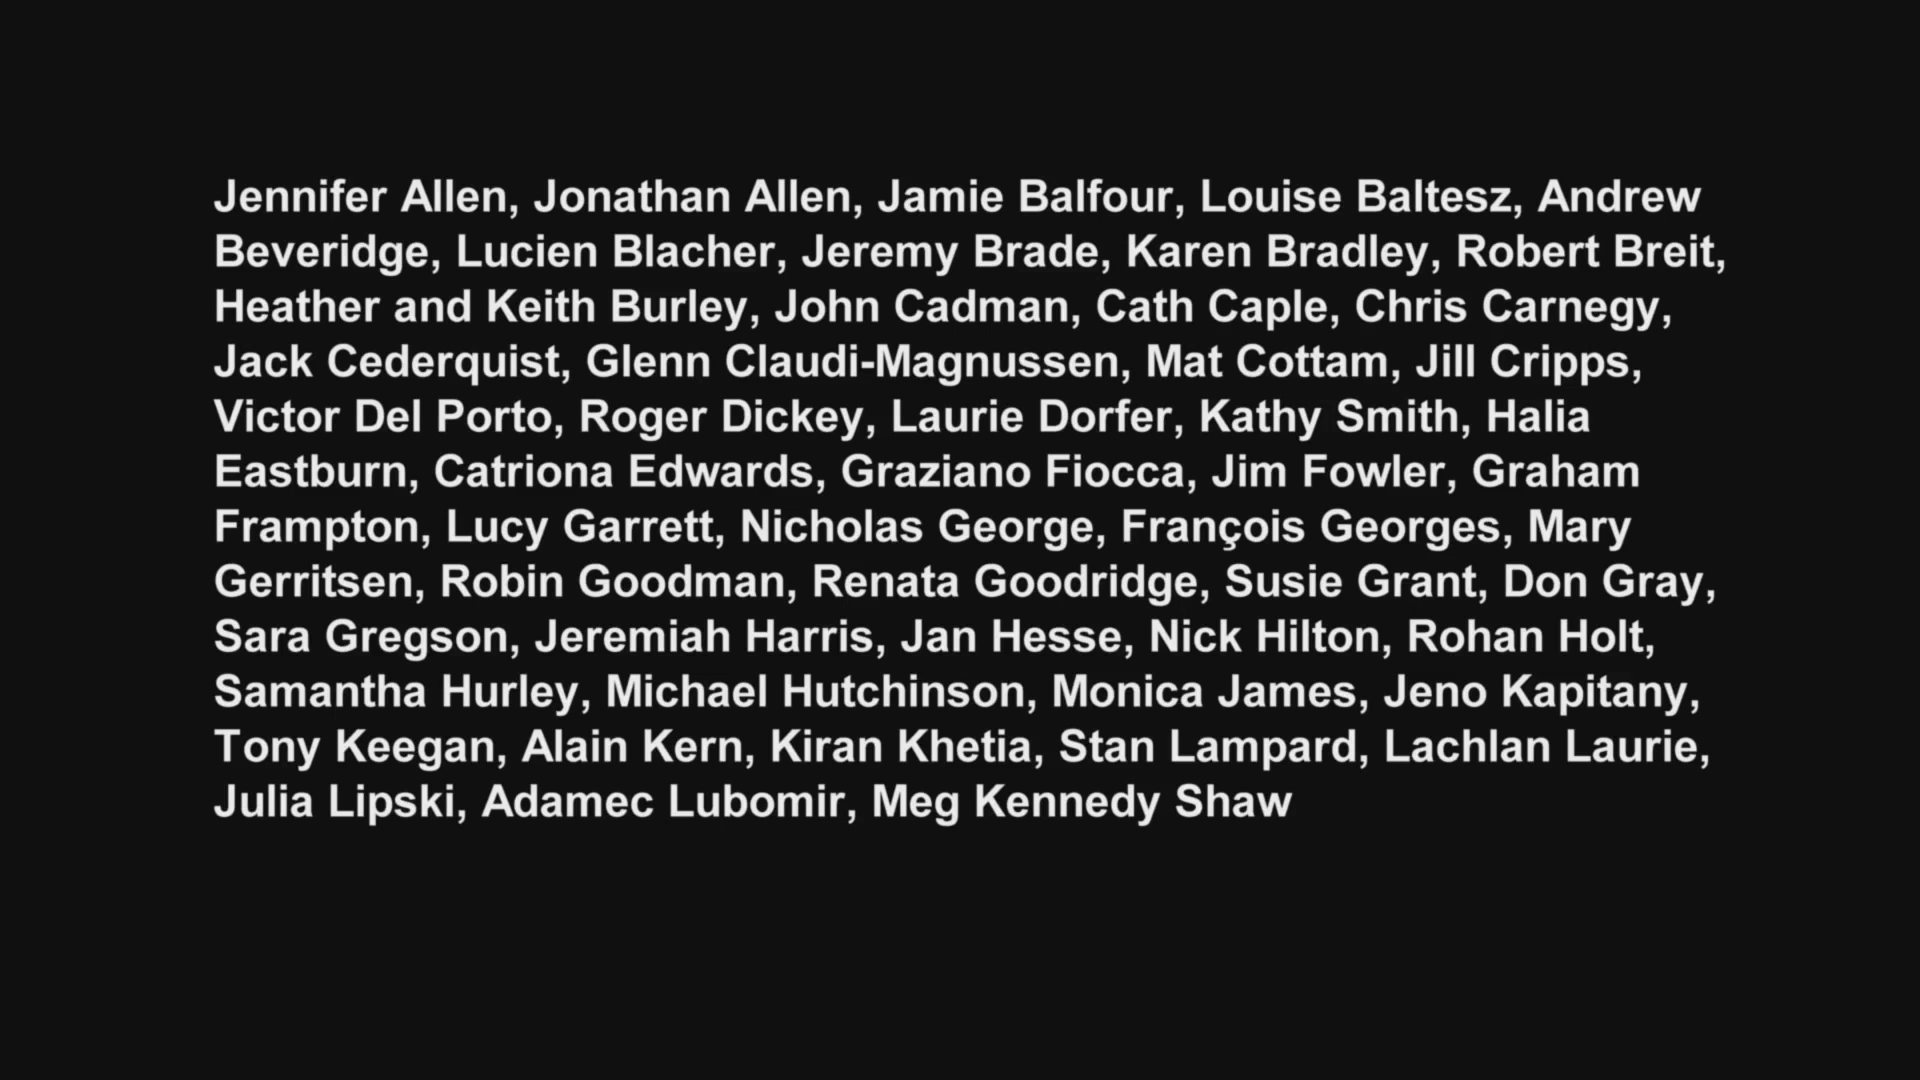 Jennifer Allen, Jonathan Allen, Jamie Balfour, Louise Baltesz, Andrew
Beveridge, Lucien Blacher, Jeremy Brade, Karen Bradley, Robert Breit,
Heather and Keith Burley, John Cadman, Cath Caple, Chris Carnegy,
Jack Cederquist, Glenn Claudi-Magnussen, Mat Cottam, Jill Cripps,
Victor Del Porto, Roger Dickey, Laurie Dorfer, Kathy Smith, Halia
Eastburn, Catriona Edwards, Graziano Fiocca, Jim Fowler, Graham
Frampton, Lucy Garrett, Nicholas George, François Georges, Mary
Gerritsen, Robin Goodman, Renata Goodridge, Susie Grant, Don Gray,
Sara Gregson, Jeremiah Harris, Jan Hesse, Nick Hilton, Rohan Holt,
Samantha Hurley, Michael Hutchinson, Monica James, Jeno Kapitany,
Tony Keegan, Alain Kern, Kiran Khetia, Stan Lampard, Lachlan Laurie,
Julia Lipski, Adamec Lubomir, Meg Kennedy Shaw